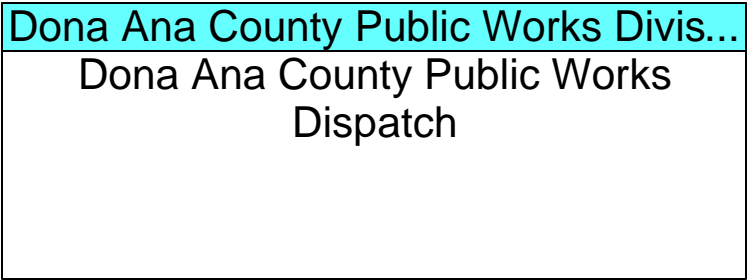 Dona Ana County Public Works Divis...
Dona Ana County Public Works
Dispatch